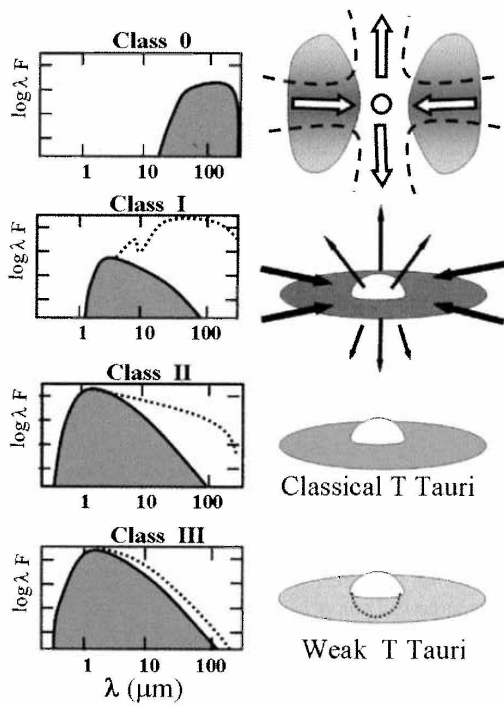 Class 0
log λ F
1 10 100
Class I
log λ F
1 10 100
Class II
log λ F
1 10 100
Classical T Tauri
Class III
log λ F
1 10 100
λ (μm)
Weak T Tauri